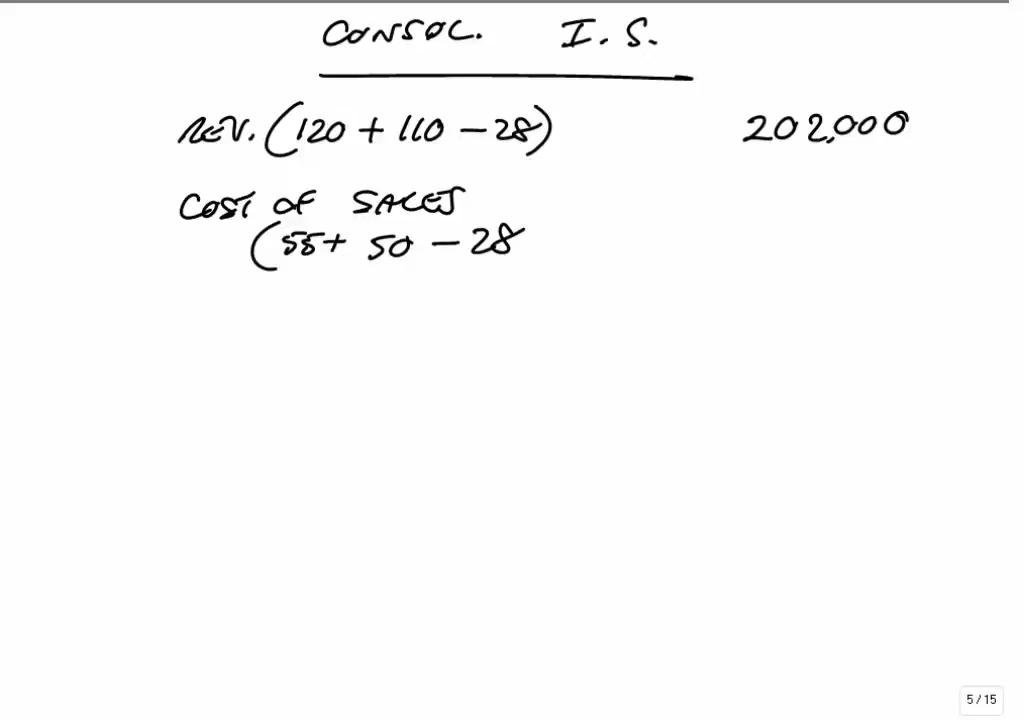 CONSOL. I.S.
REV. (120 + 110 - 28) 202,000
COST OF SALES
(55+ 50 - 28
5/15